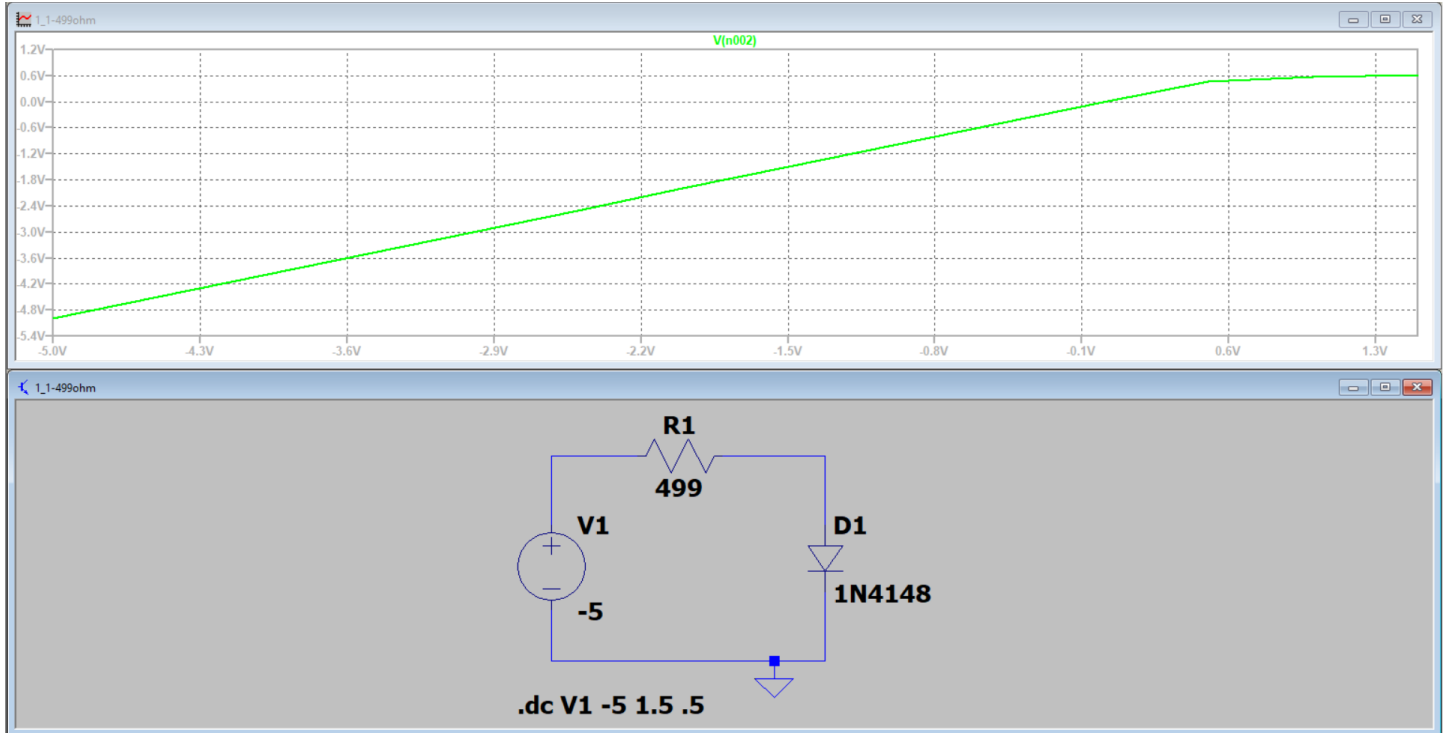 1_1-499ohm
V(n002)
1.2V
0.6V
0.0V
-0.6V
-1.2V
-1.8V
-2.4V
-3.0V
-3.6V
-4.2V
-4.8V
-5.4V
-5.0V -4.3V -3.6V -2.9V -2.2V -1.5V -0.8V -0.1V 0.6V 1.3V
1_1-499ohm
R1
499
V1
D1
1N4148
-5
.dc V1 -5 1.5 .5